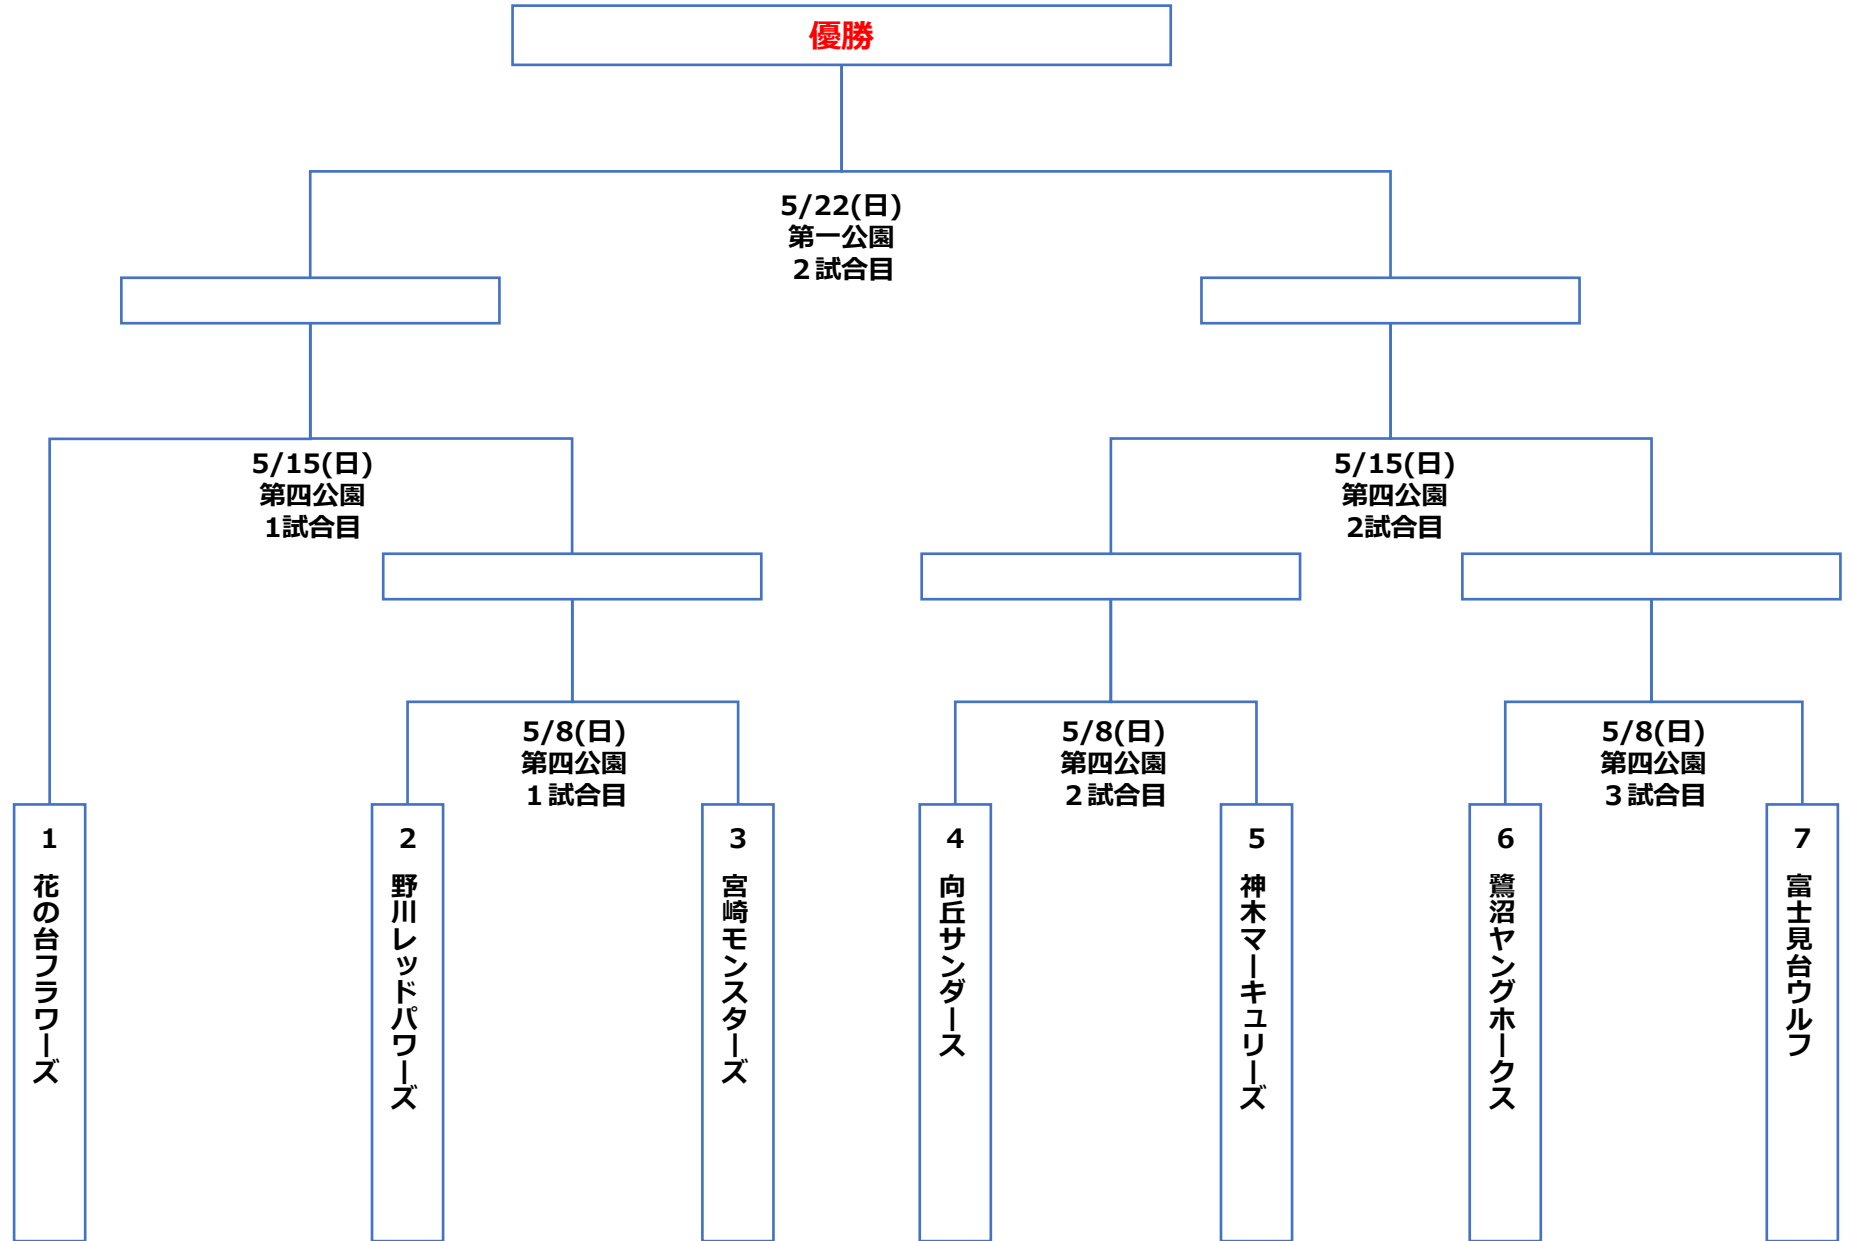 優勝
5/22(日)
第一公園
２試合目
5/15(日)
第四公園
1試合目
5/15(日)
第四公園
2試合目
5/8(日)
第四公園
１試合目
5/8(日)
第四公園
２試合目
5/8(日)
第四公園
３試合目
1　花の台フラワーズ
2　野川レッドパワーズ
3　宮崎モンスターズ
4　向丘サンダース
5　神木マーキュリーズ
6　鷺沼ヤングホークス
7　富士見台ウルフ